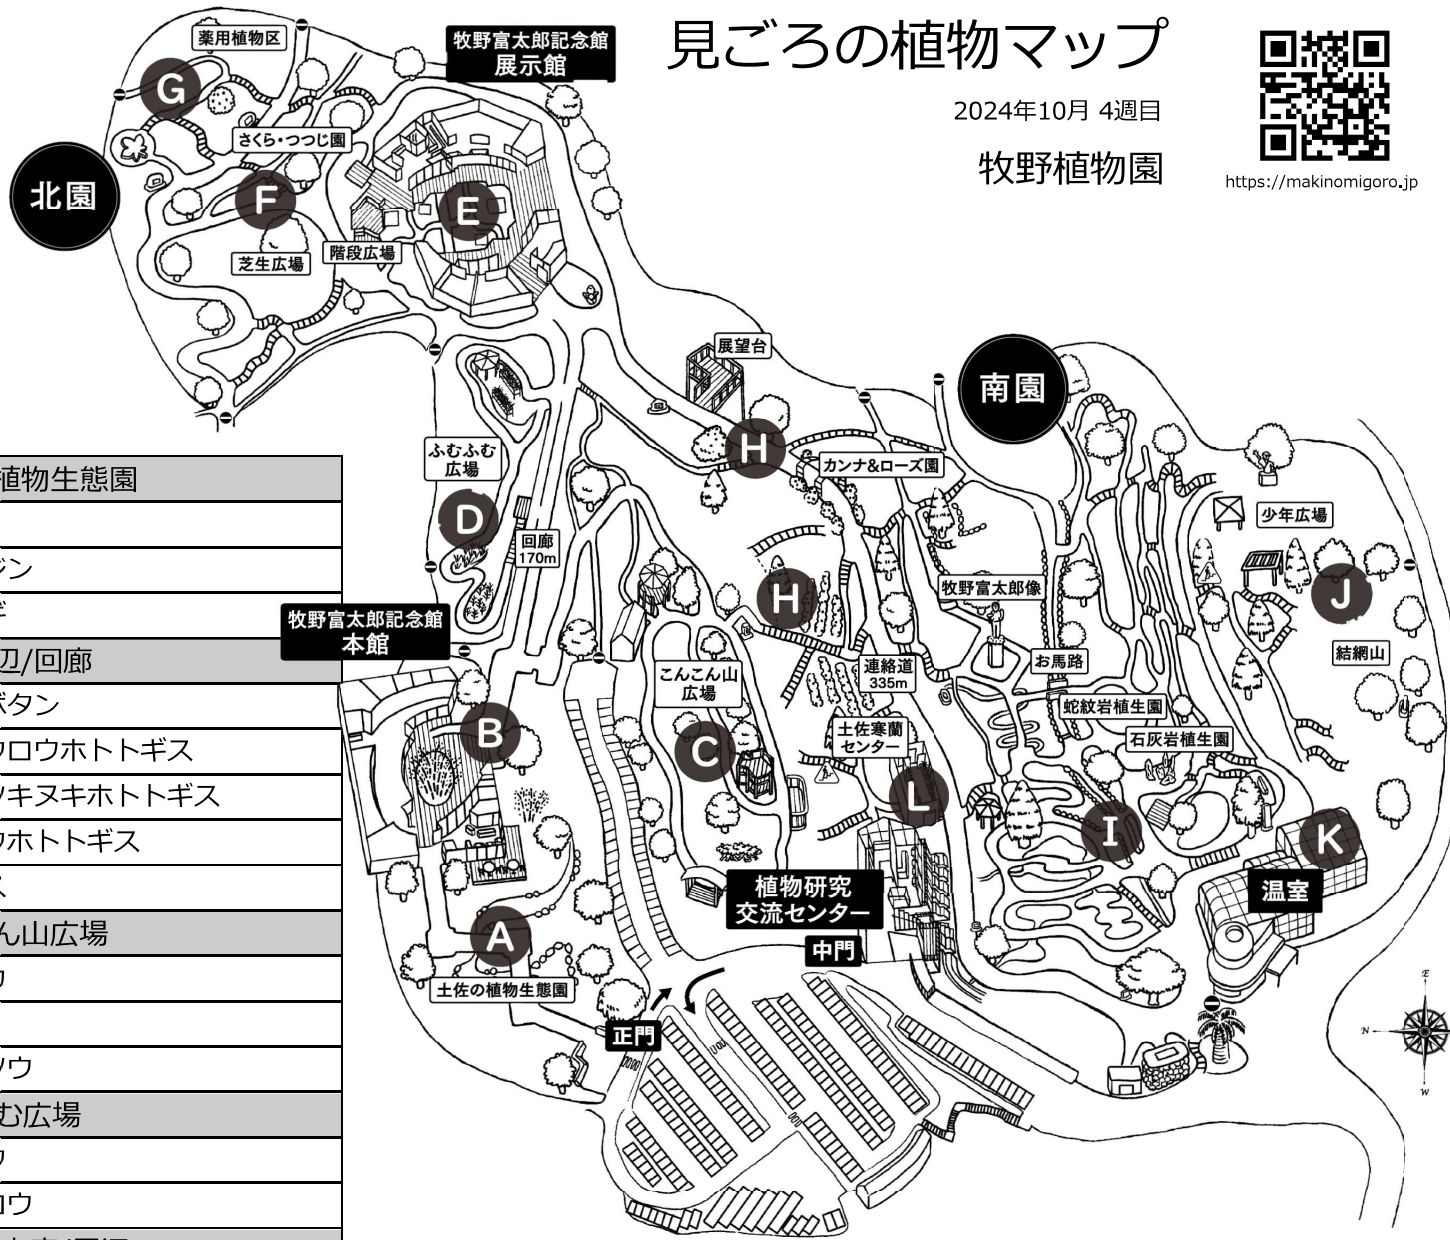 見ごろの植物マップ
2024年10月 4週目
牧野植物園
https://makinomigoro.jp
薬用植物区
牧野富太郎記念館
展示館
G
さくら・つつじ園
北園
F
E
階段広場
芝生広場
展望台
南園
H
カンナ&ローズ園
ふむふむ
広場
D
回廊
170m
少年広場
牧野富太郎像
H
J
牧野富太郎記念館
本館
結網山
お馬路
連絡道
335m
こんこん山
広場
蛇紋岩植生園
石灰岩植生園
土佐寒蘭
センター
B
C
L
I
K
温室
植物研究
交流センター
中門
A
土佐の植物生態園
正門
E
N
S
W
植物生態園
ジン
辺/回廊
ボタン
ウロウホトトギス
ツキヌキホトトギス
ウホトトギス
ん山広場
ソウ
む広場
ロウ